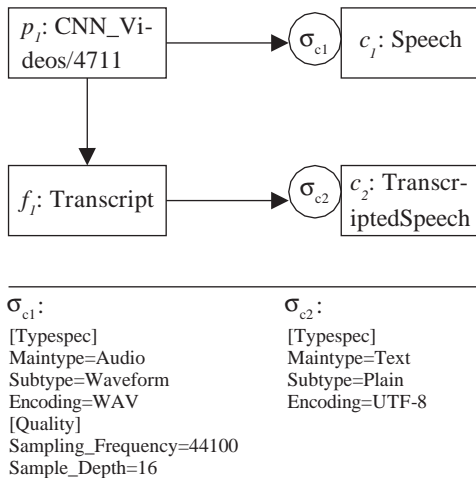 p1: CNN_Vi-
deos/4711
σc1
c1: Speech
f1: Transcript
σc2
c2: Transcr-
iptedSpeech
σc1:
[Typespec]
Maintype=Audio
Subtype=Waveform
Encoding=WAV
[Quality]
Sampling_Frequency=44100
Sample_Depth=16
σc2:
[Typespec]
Maintype=Text
Subtype=Plain
Encoding=UTF-8